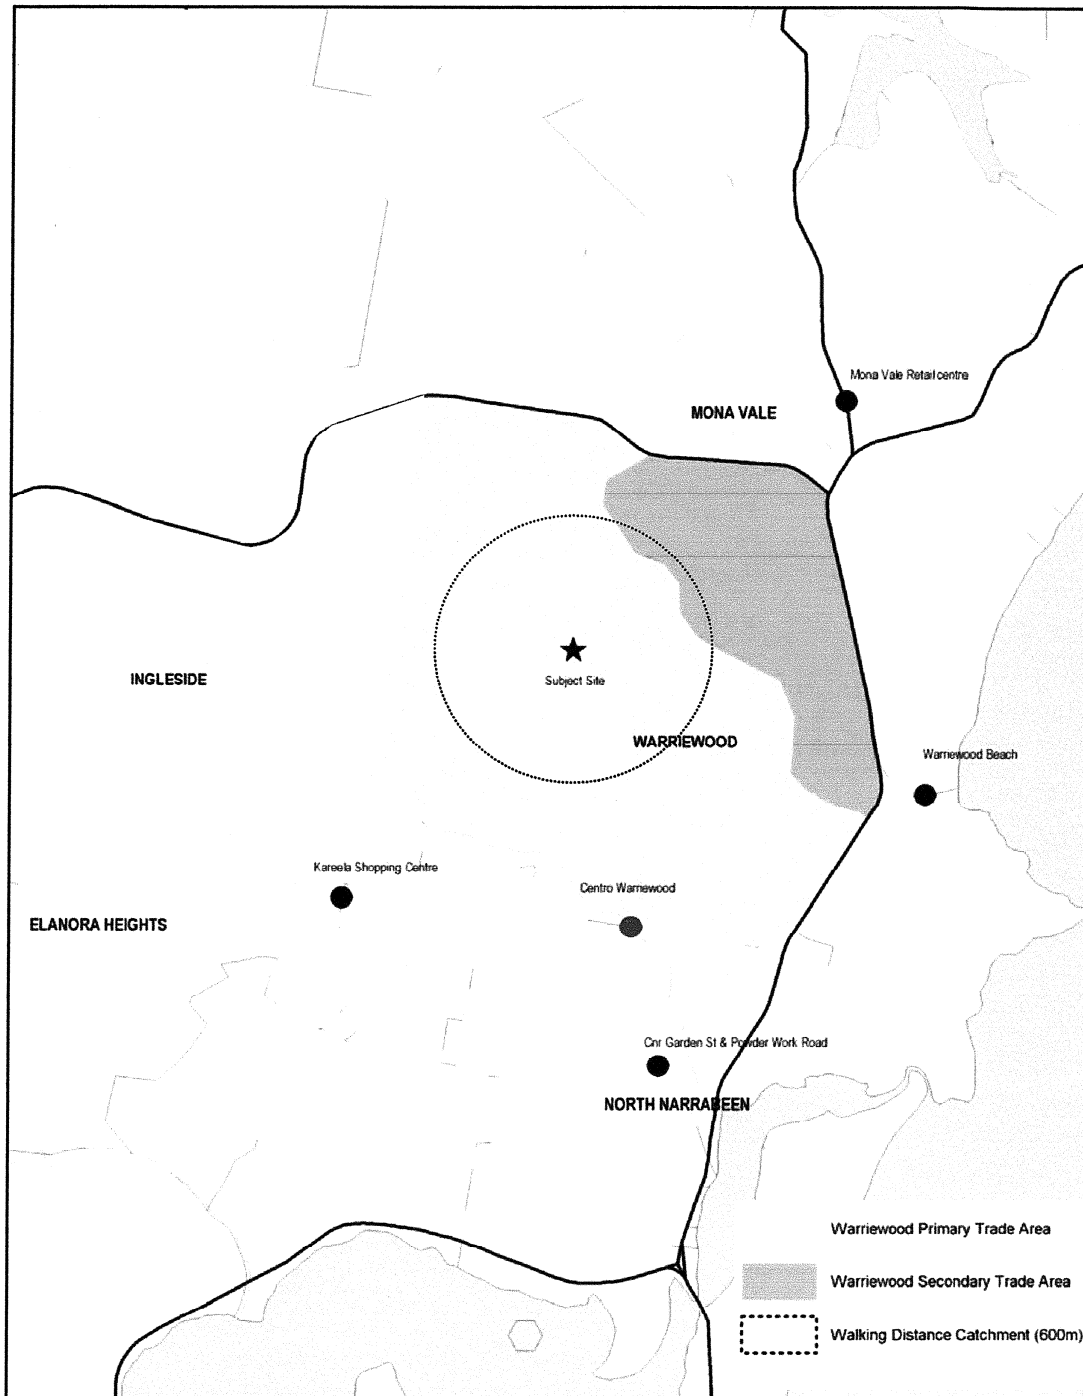 Mona Vale Retail centre
MONA VALE
Subject Site
INGLESIDE
WARRIEWOOD
Warriewood Beach
Kareela Shopping Centre
Centro Warriewood
ELANORA HEIGHTS
Cnr Garden St & Powder Work Road
NORTH NARRABEEN
Warriewood Primary Trade Area
Warriewood Secondary Trade Area
Walking Distance Catchment (600m)